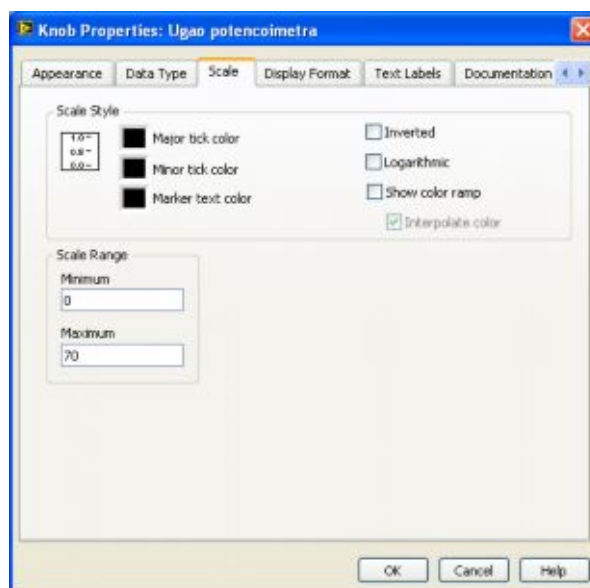 Knob Properties: Ugao potencoimetra
Appearance Data Type Scale Display Format Text Labels Documentation
Scale Style
1.0
0.8
0.0
Major tick color
Minor tick color
Marker text color
Inverted
Logarithmic
Show color ramp
Interpolate color
Scale Range
Minimum
0
Maximum
70
OK Cancel Help